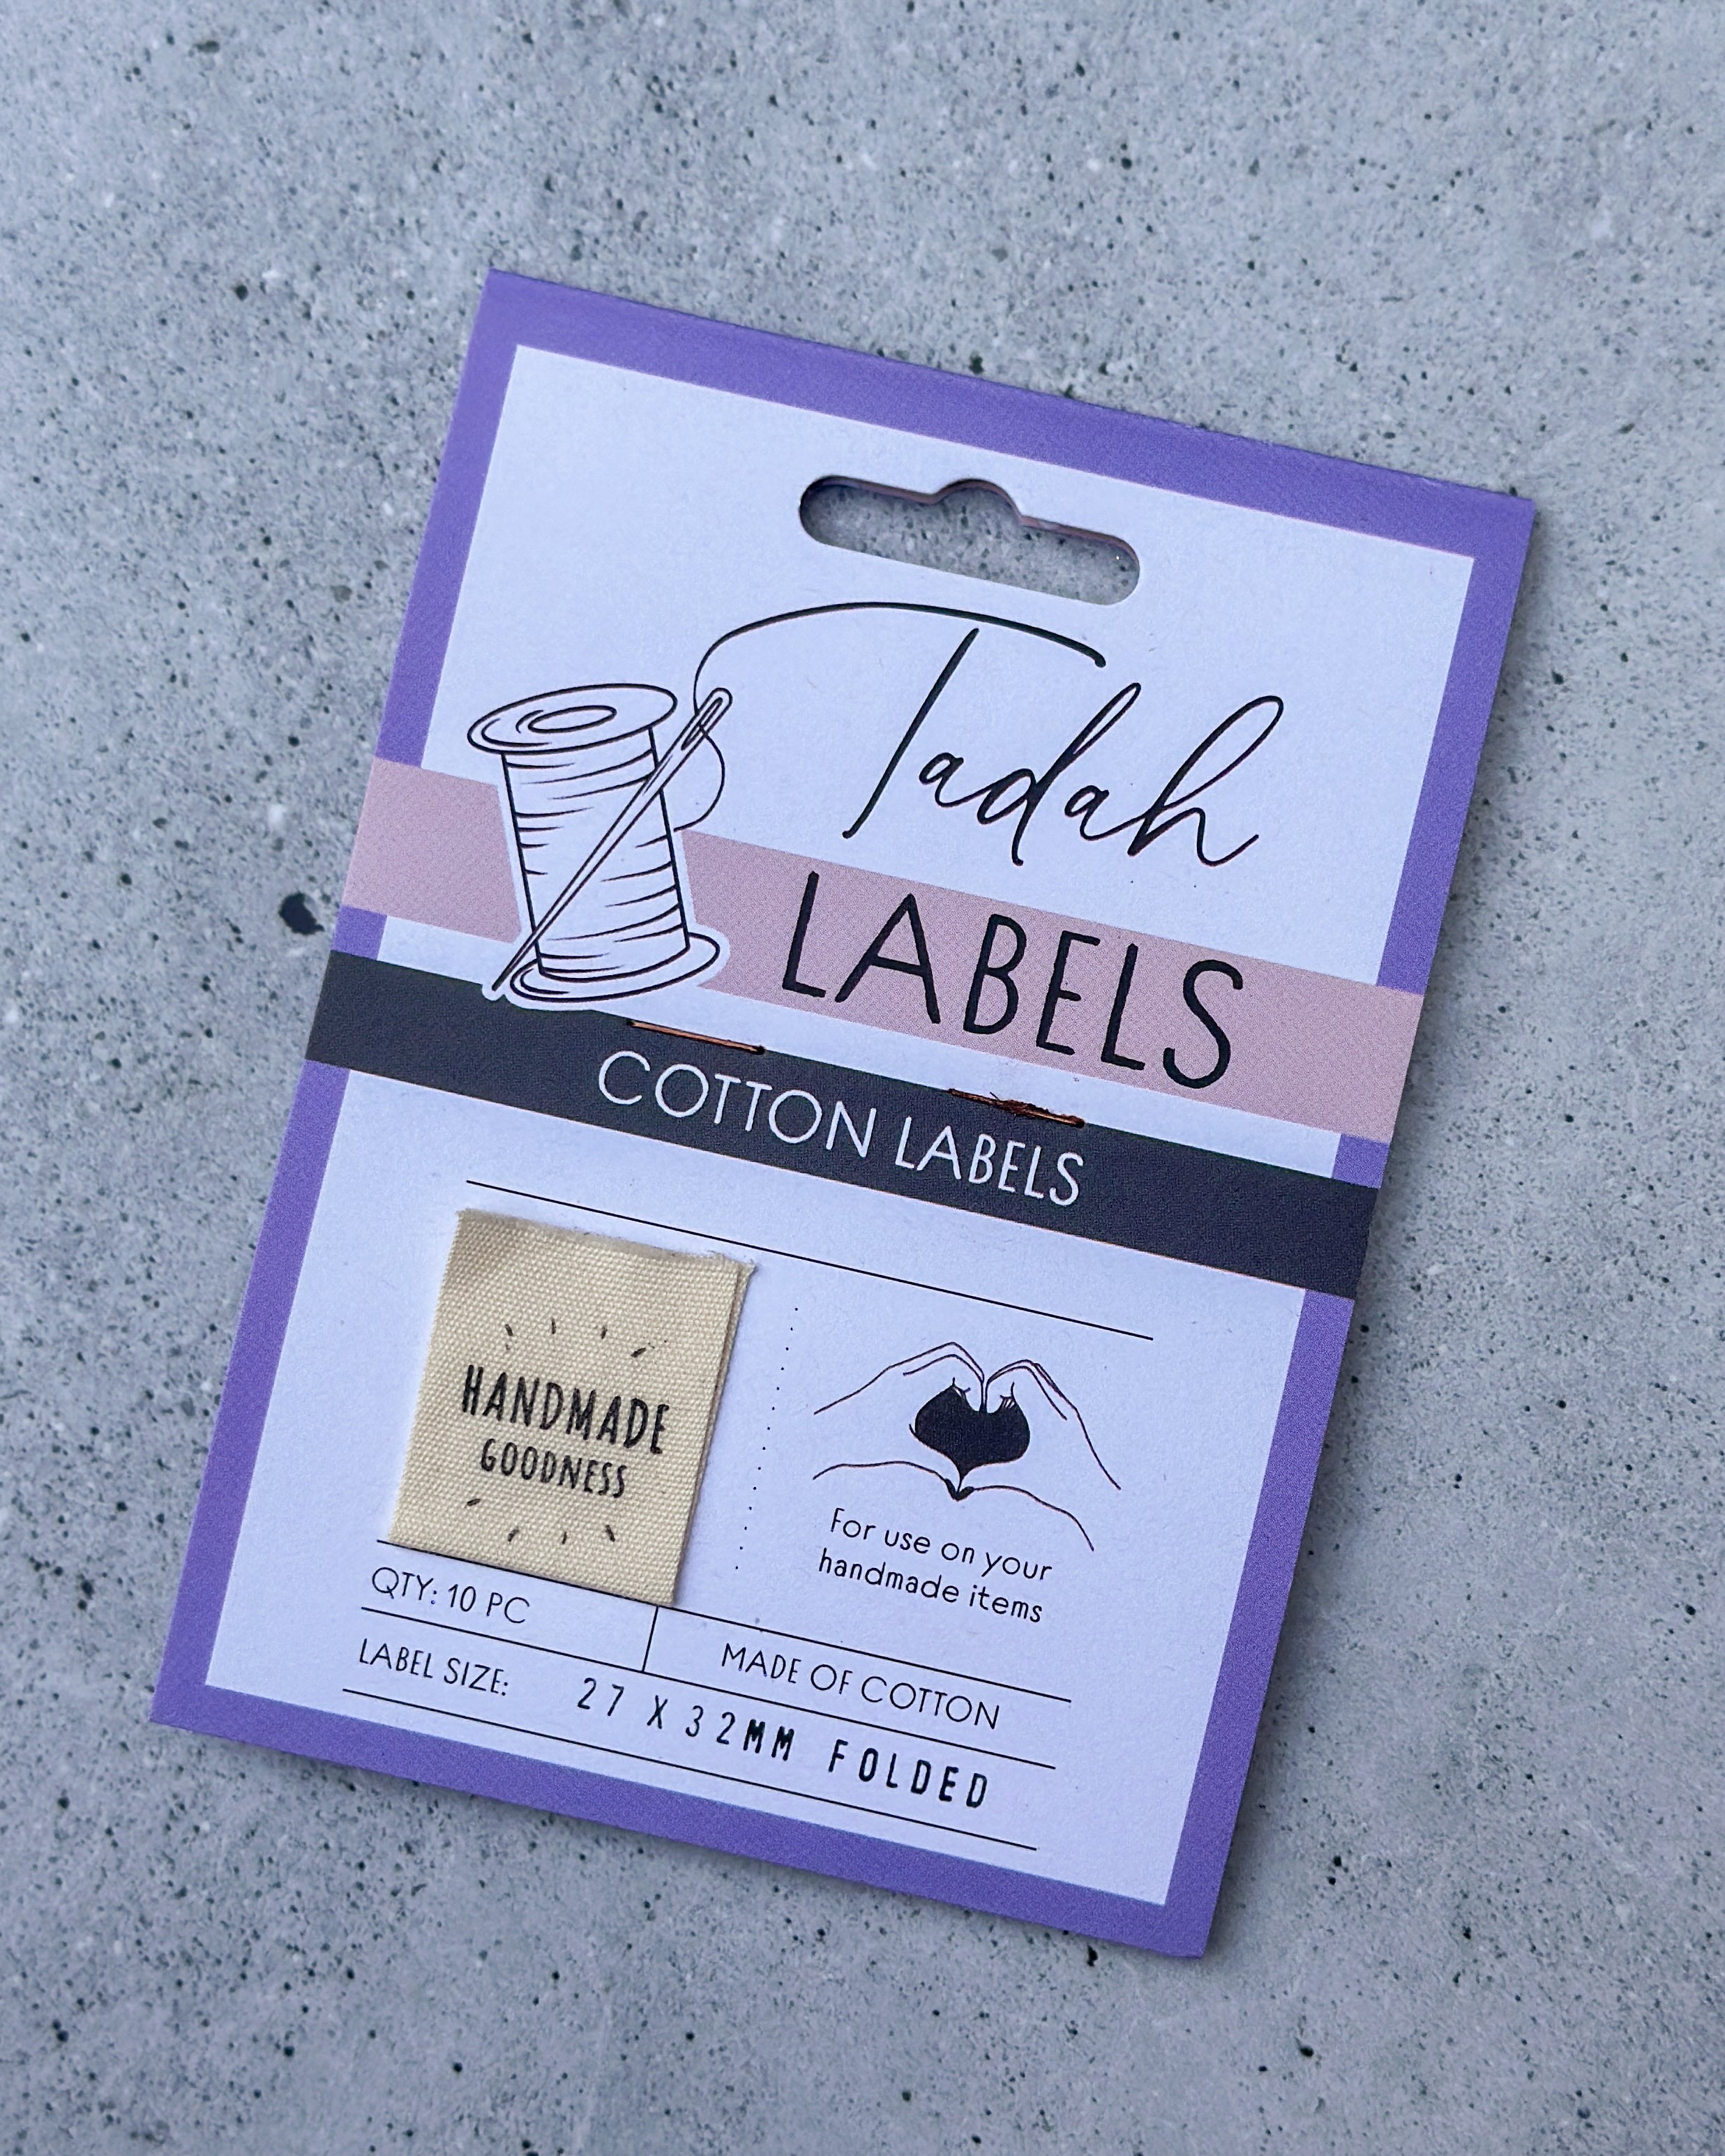 Tadah
LABELS
COTTON LABELS
HANDMADE
GOODNESS
For use on your
handmade items
QTY: 10 PC
MADE OF COTTON
LABEL SIZE: 27 X 32MM FOLDED